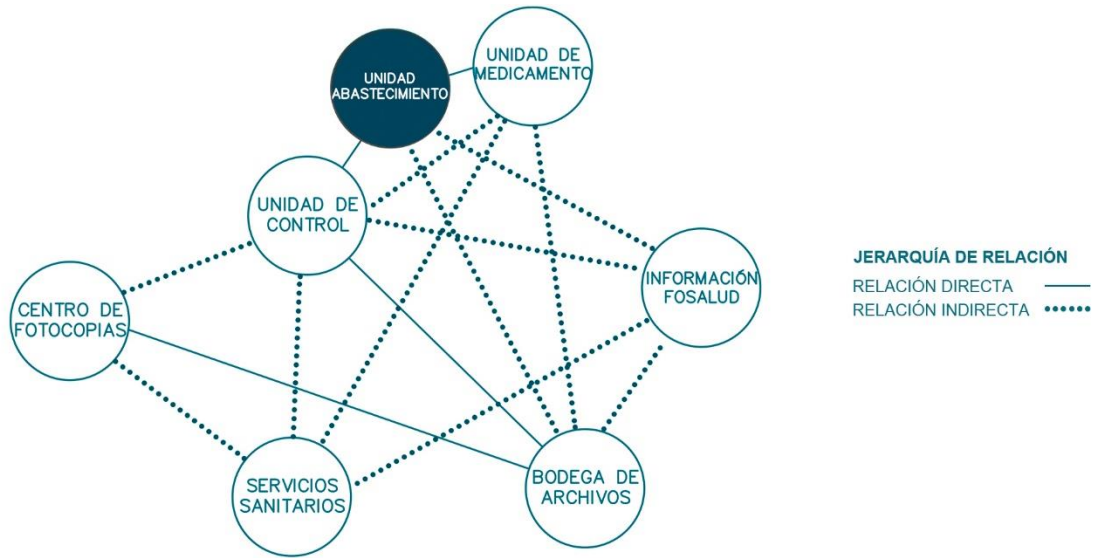 UNIDAD
ABASTECIMIENTO
UNIDAD DE
MEDICAMENTO
UNIDAD DE
CONTROL
INFORMACIÓN
FOSALUD
CENTRO DE
FOTOCOPIAS
SERVICIOS
SANITARIOS
BODEGA DE
ARCHIVOS
JERARQUÍA DE RELACIÓN
RELACIÓN DIRECTA
RELACIÓN INDIRECTA